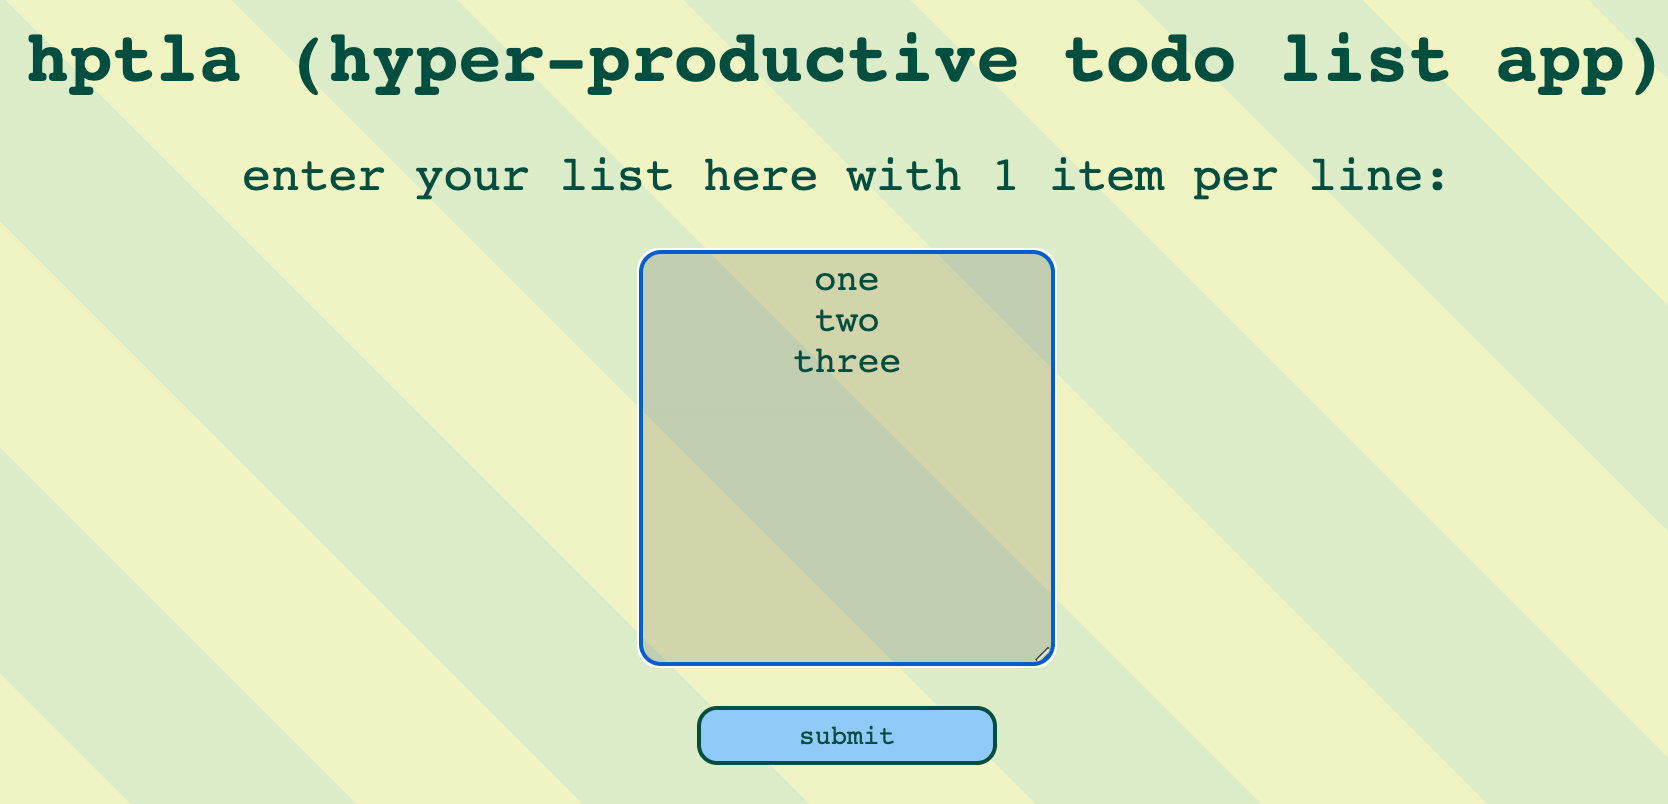 hptla (hyper-productive todo list app)
enter your list here with 1 item per line:
one
two
three
submit